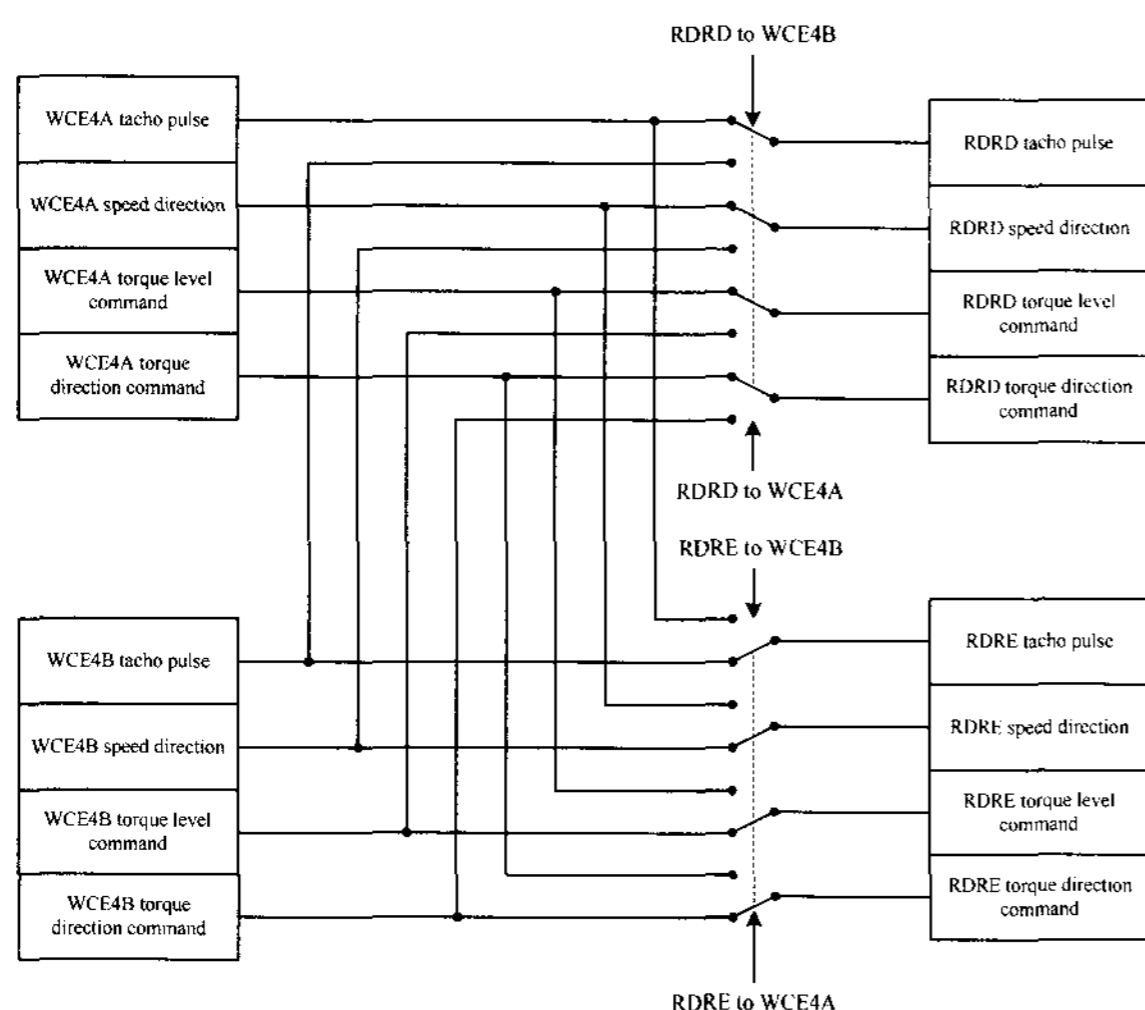 RDRD to WCE4B
WCE4A tacho pulse
WCE4A speed direction
WCE4A torque level
command
WCE4A torque
direction command
RDRD tacho pulse
RDRD speed direction
RDRD torque level
command
RDRD torque direction
command
RDRD to WCE4A
RDRE to WCE4B
WCE4B tacho pulse
WCE4B speed direction
WCE4B torque level
command
WCE4B torque
direction command
RDRE tacho pulse
RDRE speed direction
RDRE torque level
command
RDRE torque direction
command
RDRE to WCE4A